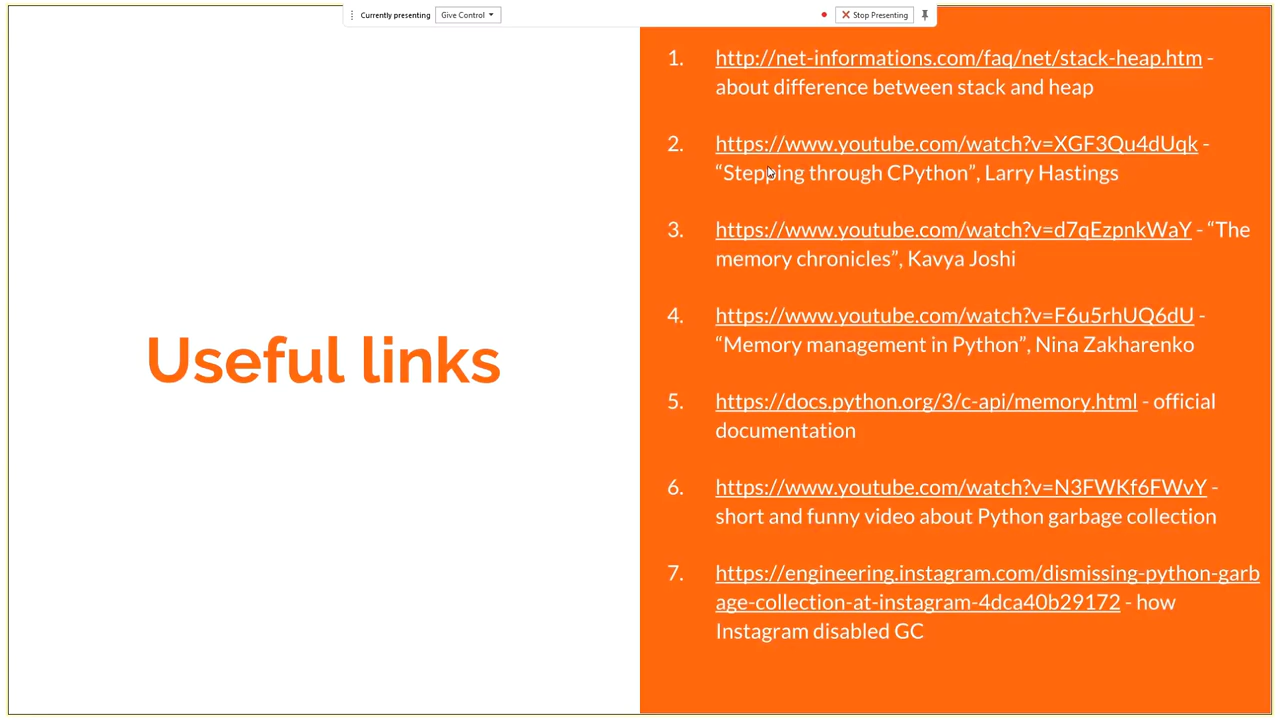 Currently presenting
Give Control
Stop Presenting
Useful links
1. http://net-informations.com/faq/net/stack-heap.htm -
about difference between stack and heap
2. https://www.youtube.com/watch?v=XGF3Qu4dUqk -
“Stepping through CPython”, Larry Hastings
3. https://www.youtube.com/watch?v=d7qEzpnkWaY - “The
memory chronicles”, Kavya Joshi
4. https://www.youtube.com/watch?v=F6u5rhUQ6dU -
“Memory management in Python”, Nina Zakharenko
5. https://docs.python.org/3/c-api/memory.html - official
documentation
6. https://www.youtube.com/watch?v=N3FWKf6FWvY -
short and funny video about Python garbage collection
7. https://engineering.instagram.com/dismissing-python-garb
age-collection-at-instagram-4dca40b29172 - how
Instagram disabled GC